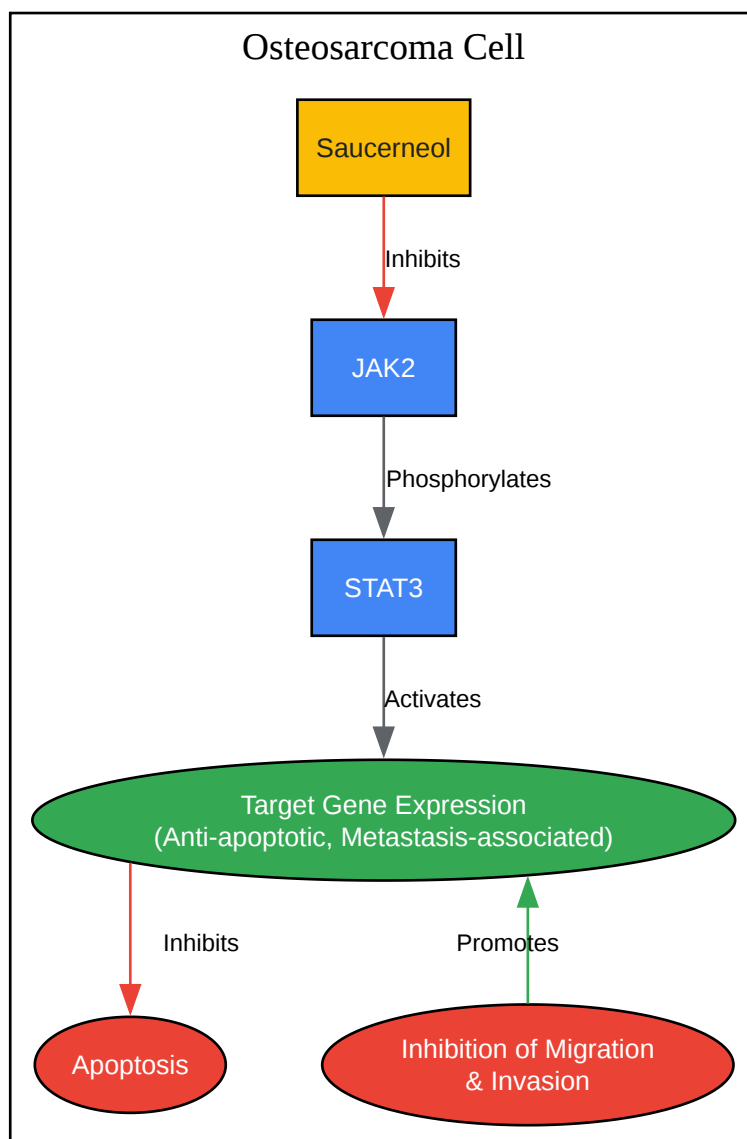 Osteosarcoma Cell
Saucerneol
Inhibits
JAK2
Phosphorylates
STAT3
Activates
Target Gene Expression
(Anti-apoptotic, Metastasis-associated)
Inhibits
Promotes
Apoptosis
Inhibition of Migration
& Invasion